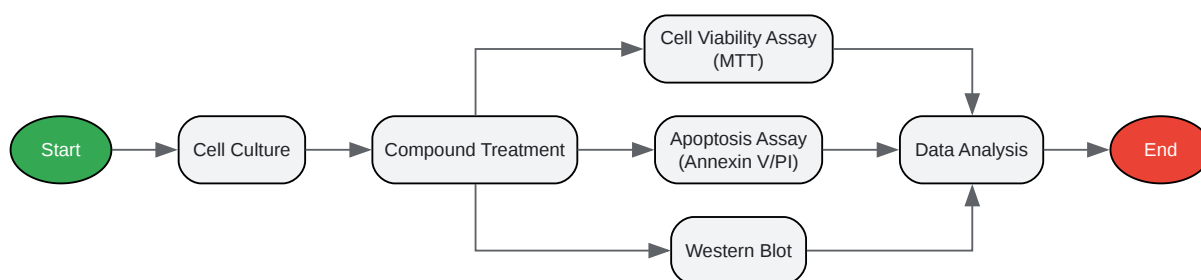 Start
Cell Culture
Compound Treatment
Cell Viability Assay
(MTT)
Apoptosis Assay
(Annexin V/PI)
Western Blot
Data Analysis
End